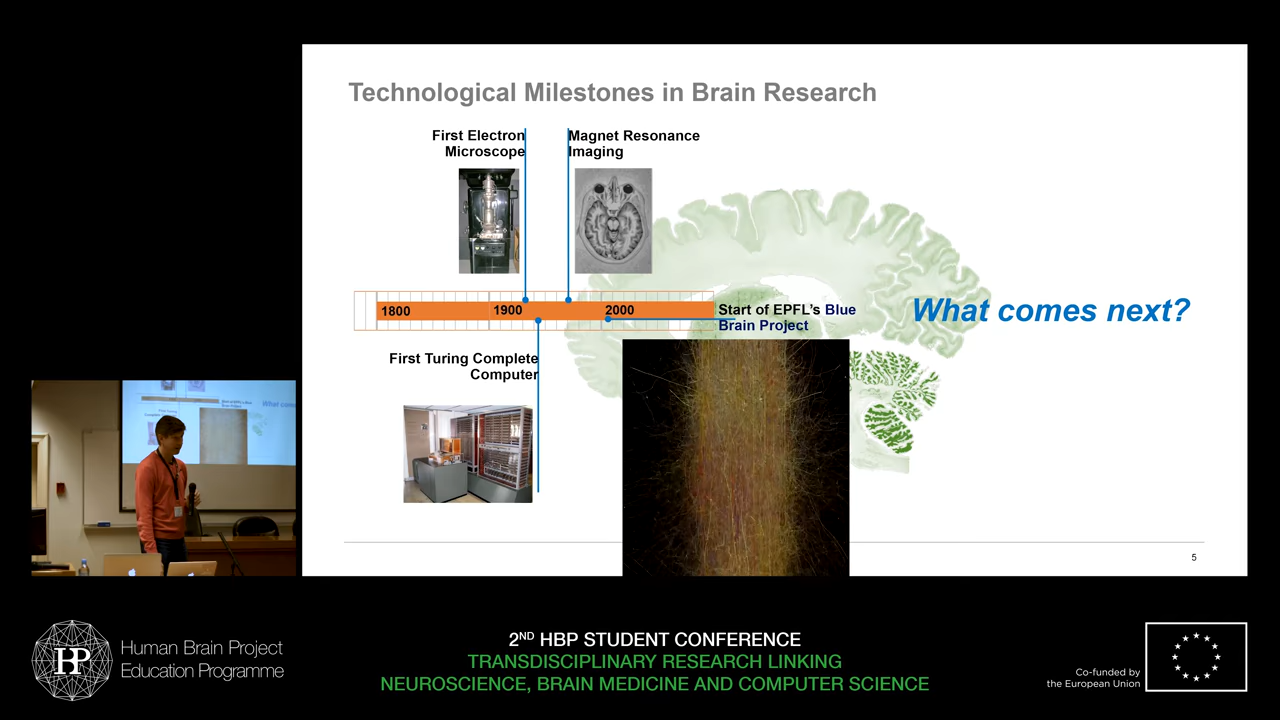 Technological Milestones in Brain Research
First Electron
Microscope
Magnet Resonance
Imaging
1800
1900
2000
Start of EPFL’s Blue
Brain Project
What comes next?
First Turing Complete
Computer
5
HBP
Human Brain Project
Education Programme
2ND HBP STUDENT CONFERENCE
TRANSDISCIPLINARY RESEARCH LINKING
NEUROSCIENCE, BRAIN MEDICINE AND COMPUTER SCIENCE
Co-funded by
the European Union